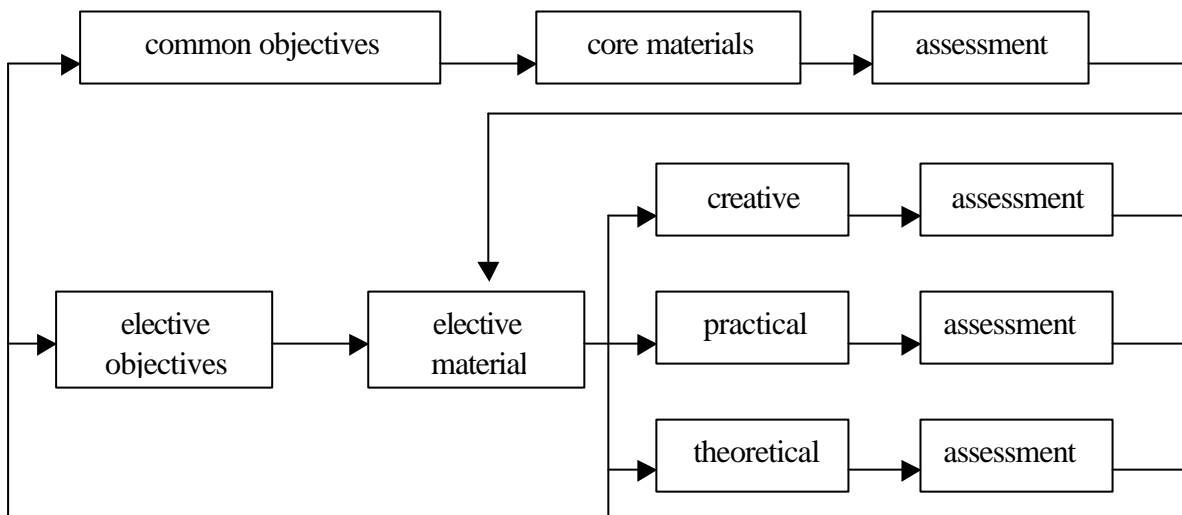 common objectives
core materials
assessment
creative
assessment
elective
objectives
elective
material
practical
assessment
theoretical
assessment